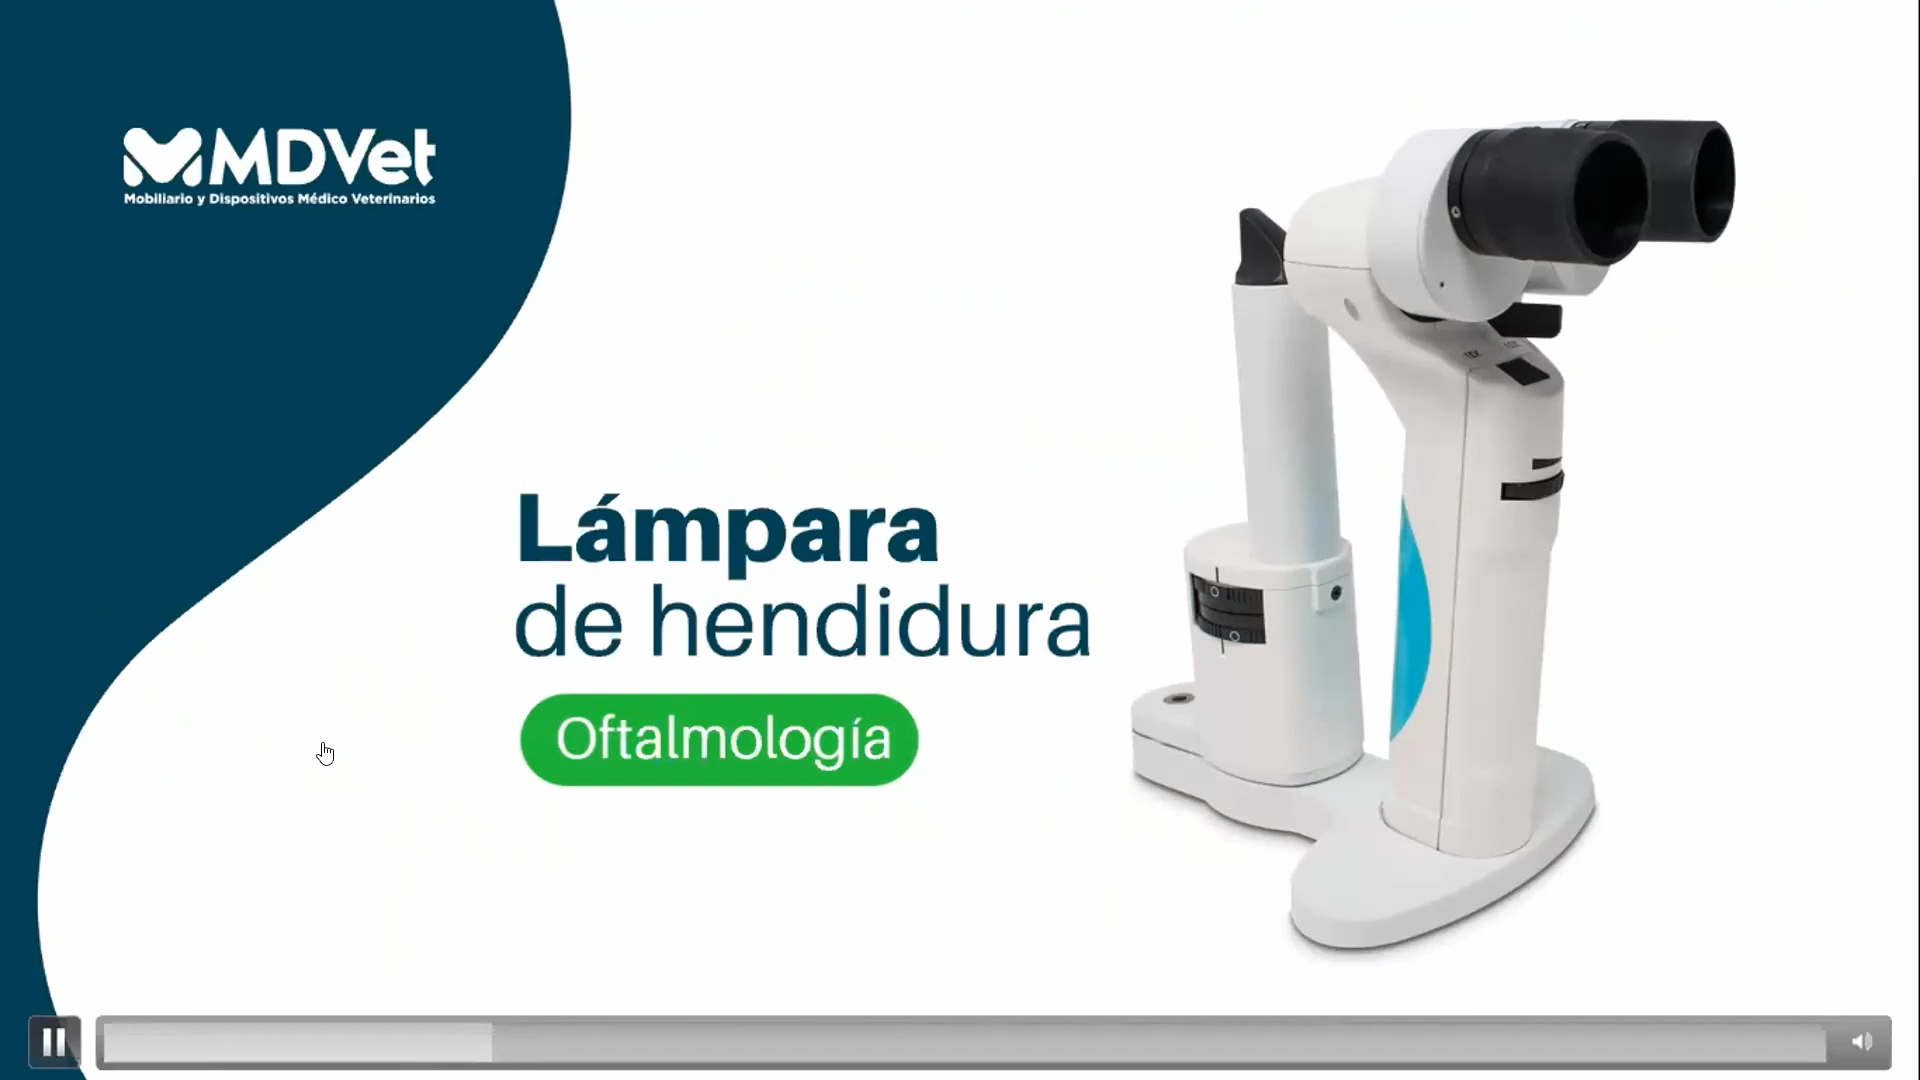 MDVet
Mobiliario y Dispositivos Médico Veterinarios
Lámpara
de hendidura
Oftalmología